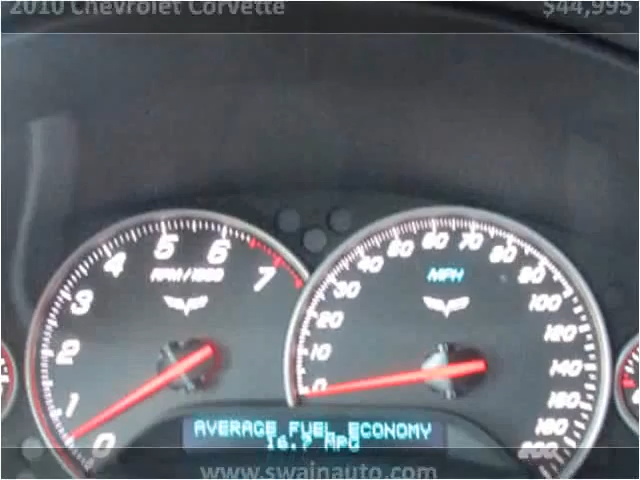 2010 Chevrolet Corvette $44,995
0 1 2 3 4 5 6 7
RPM/1000
0 10 20 30 40 50 60 70 80 90 100 120 140 160 180 200
MPH
AVERAGE FUEL ECONOMY
16.7 MPG
www.swainauto.com